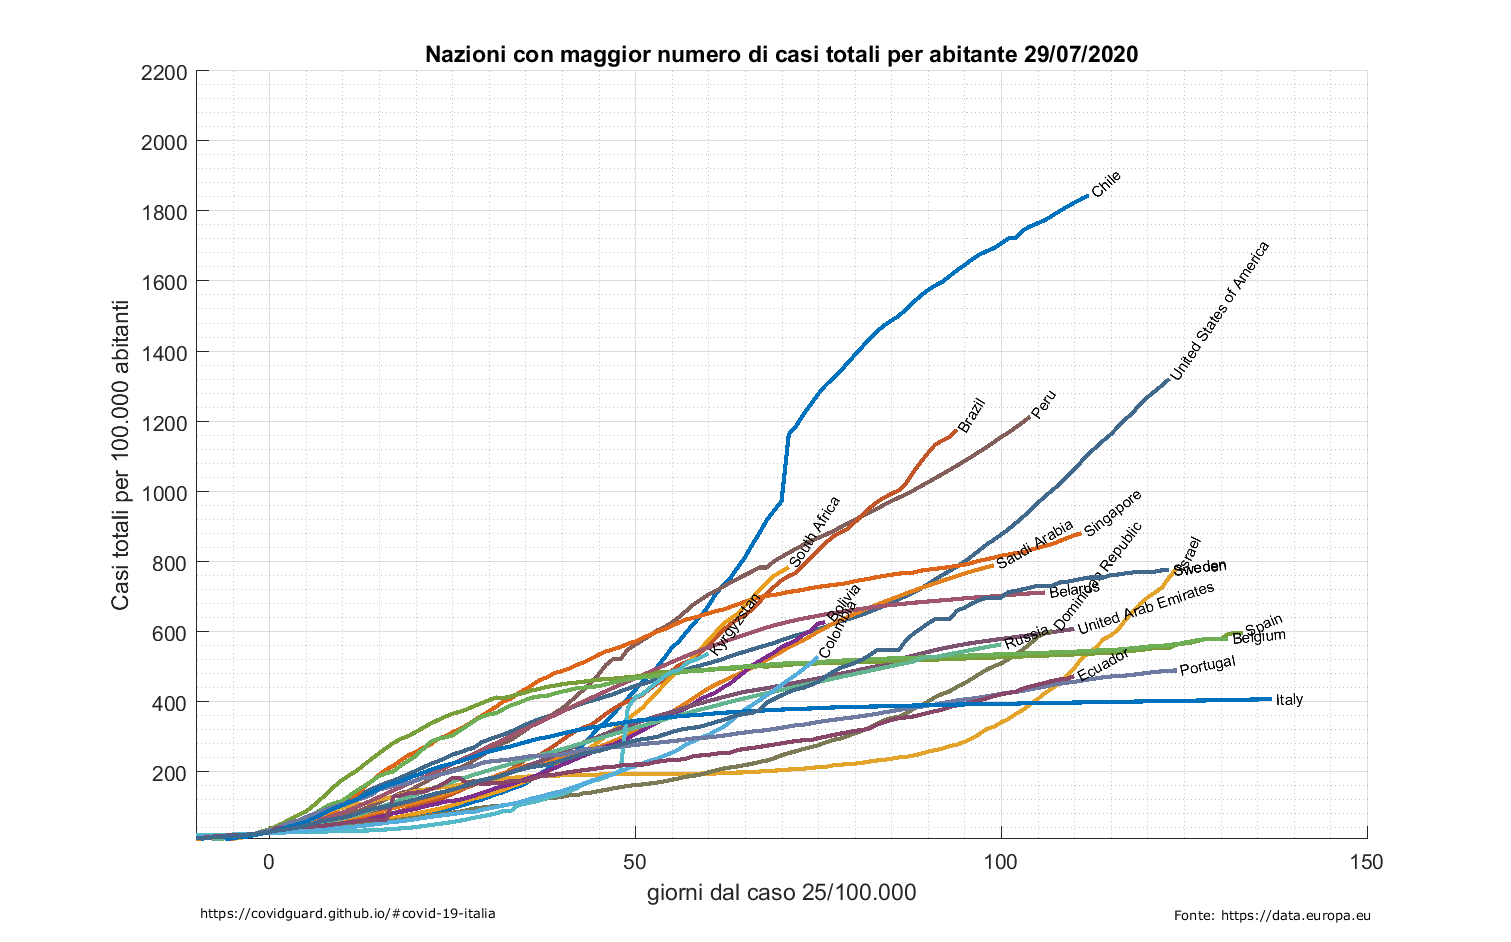 Nazioni con maggior numero di casi totali per abitante 29/07/2020
Casi totali per 100.000 abitanti
2200
2000
1800
1600
1400
1200
1000
800
600
400
200
Chile
United States of America
Brazil
Peru
South Africa
Saudi Arabia
Singapore
Dominican Republic
Israel
Sweden
Kyrgyzstan
Bolivia
Colombia
Belarus
United Arab Emirates
Russia
Spain
Belgium
Ecuador
Portugal
Italy
0
50
100
150
giorni dal caso 25/100.000
https://covidguard.github.io/#covid-19-italia
Fonte: https://data.europa.eu